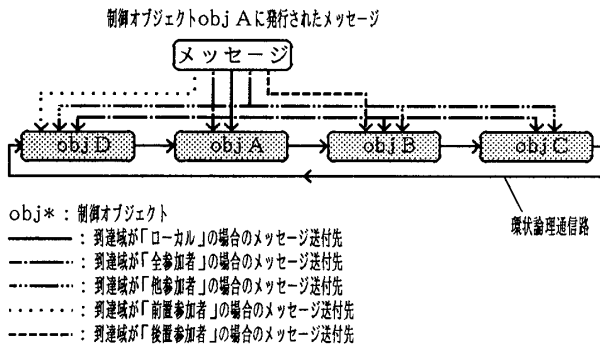 制御オブジェクトobjAに発行されたメッセージ
メッセージ
objD objA objB objC
環状論理通信路
obj* : 制御オブジェクト
: 到達域が「ローカル」の場合のメッセージ送付先
: 到達域が「全参加者」の場合のメッセージ送付先
: 到達域が「他参加者」の場合のメッセージ送付先
: 到達域が「前置参加者」の場合のメッセージ送付先
: 到達域が「後置参加者」の場合のメッセージ送付先